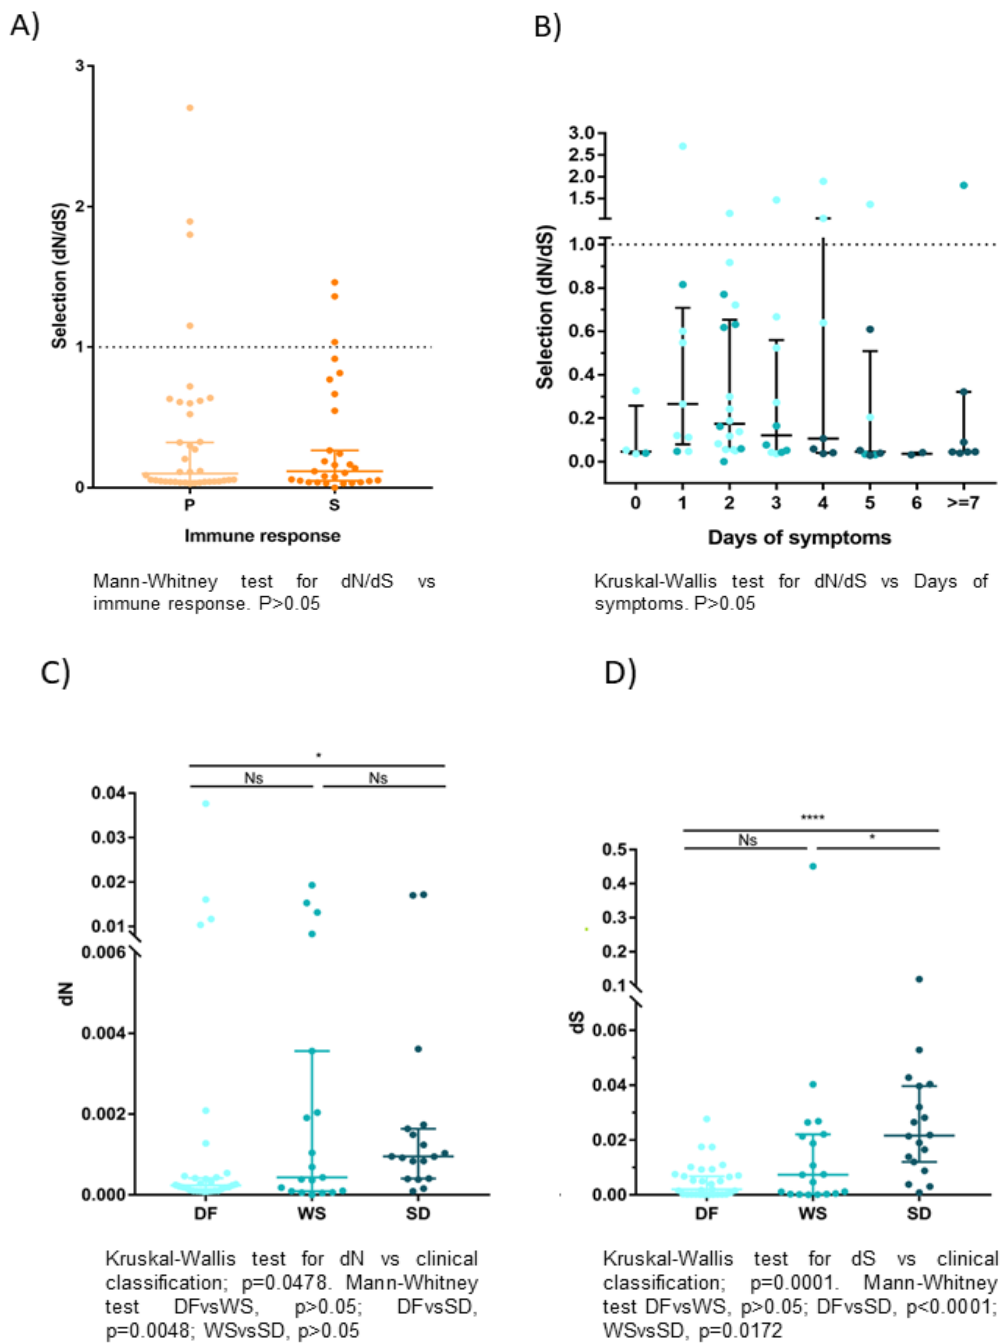 A)
B)
3
2
1
0
Selection (dN/dS)
P
S
Immune response
3.0
2.5
2.0
1.5
1.0
0.8
0.6
0.4
0.2
0.0
Selection (dN/dS)
0 1 2 3 4 5 6 >=7
Days of symptoms
Mann-Whitney test for dN/dS vs
immune response. P>0.05
Kruskal-Wallis test for dN/dS vs Days of
symptoms. P>0.05
C)
D)
*
Ns
Ns
0.04
0.03
0.02
0.01
0.006
0.004
0.002
0.000
dN
DF
WS
SD
****
Ns
*
0.5
0.4
0.3
0.2
0.1
0.06
0.04
0.02
0.00
dS
DF
WS
SD
Kruskal-Wallis test for dN vs clinical
classification; p=0.0478. Mann-Whitney
test DFvsWS, p>0.05; DFvsSD,
p=0.0048; WSvsSD, p>0.05
Kruskal-Wallis test for dS vs clinical
classification; p=0.0001. Mann-Whitney
test DFvsWS, p>0.05; DFvsSD, p<0.0001;
WSvsSD, p=0.0172